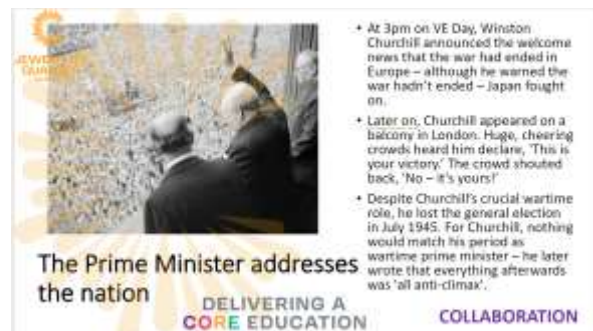 • At 3pm on VE Day, Winston
Churchill announced the welcome
news that the war had ended in
Europe – although he warned the
war hadn't ended – Japan fought
on.
• Later on, Churchill appeared on a
balcony in London. Huge, cheering
crowds heard him declare, 'This is
your victory.' The crowd shouted
back, 'No – it's yours!'
• Despite Churchill's crucial wartime
role, he lost the general election
in July 1945. For Churchill, nothing
would match his period as
wartime prime minister – he later
wrote that everything afterwards
was 'all anti-climax'.
The Prime Minister addresses
the nation
DELIVERING A
CORE EDUCATION
COLLABORATION